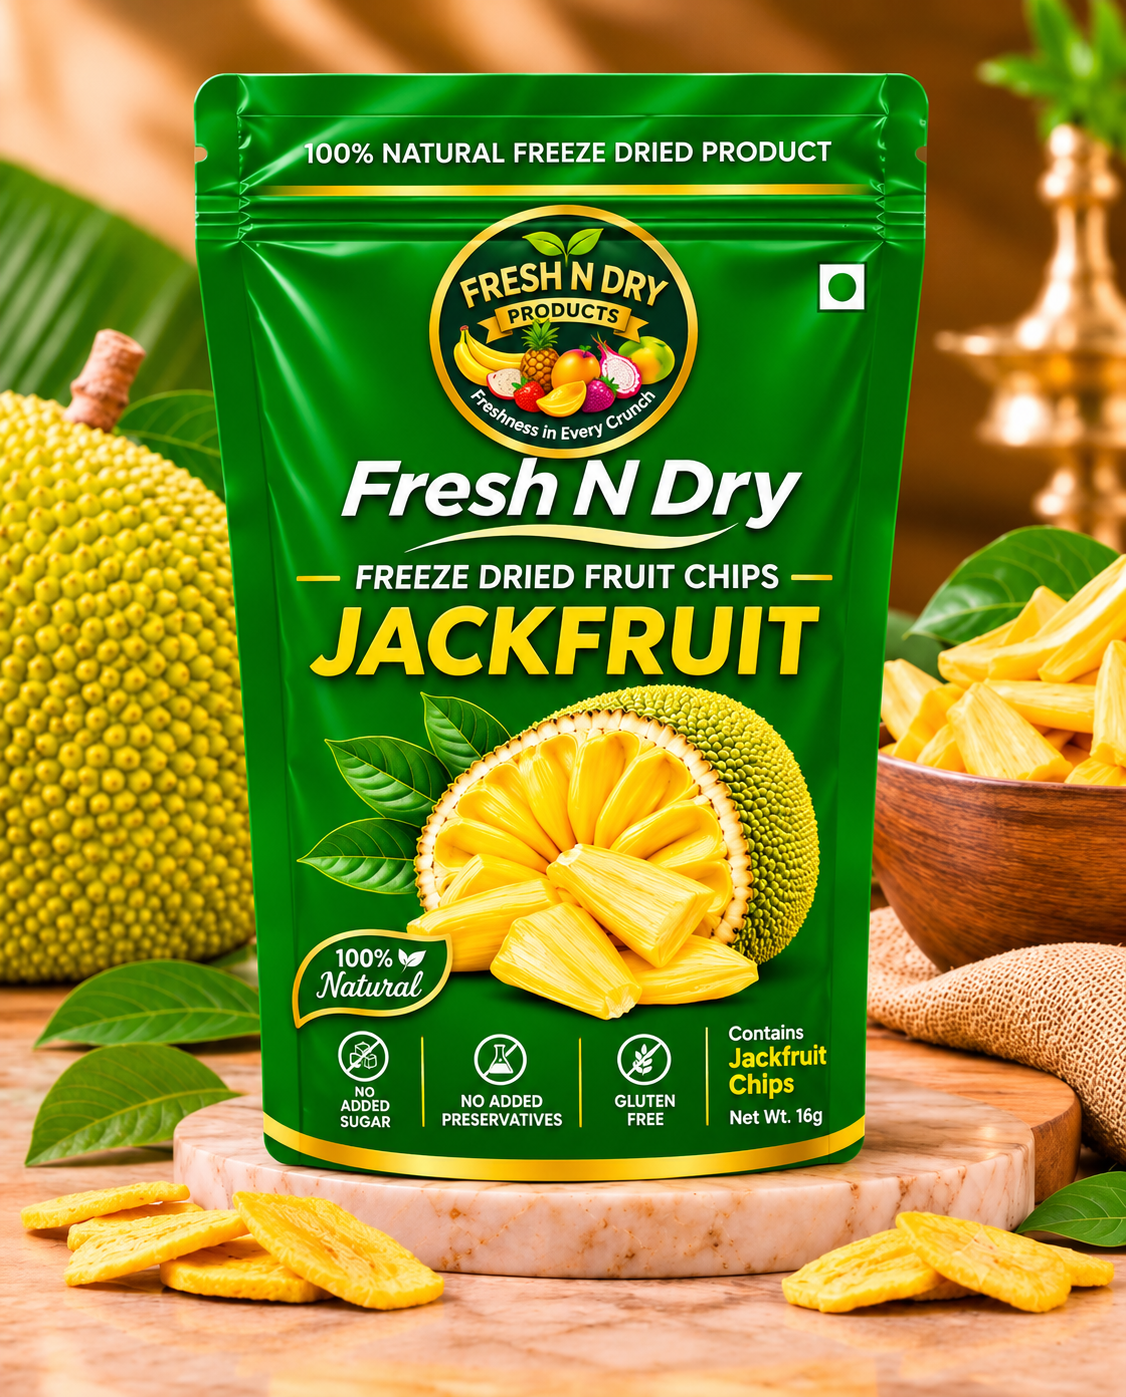 100% NATURAL FREEZE DRIED PRODUCT
FRESH N DRY
PRODUCTS
Freshness in Every Crunch
Fresh N Dry
FREEZE DRIED FRUIT CHIPS
JACKFRUIT
100%
Natural
NO
ADDED
SUGAR
NO ADDED
PRESERVATIVES
GLUTEN
FREE
Contains
Jackfruit
Chips
Net Wt. 16g